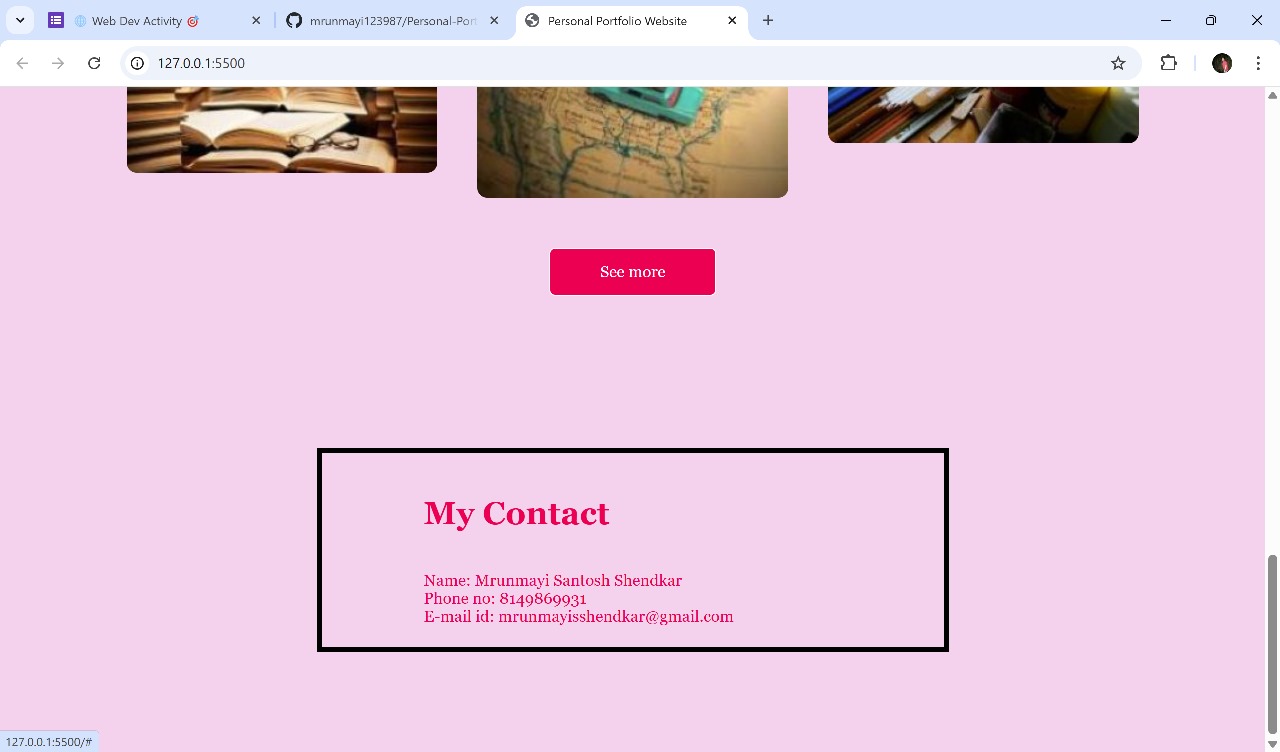 Web Dev Activity 🎯
mrunmayi123987/Personal-Port
Personal Portfolio Website
127.0.0.1:5500
See more
My Contact
Name: Mrunmayi Santosh Shendkar
Phone no: 8149869931
E-mail id: mrunmayisshendkar@gmail.com
127.0.0.1:5500/#